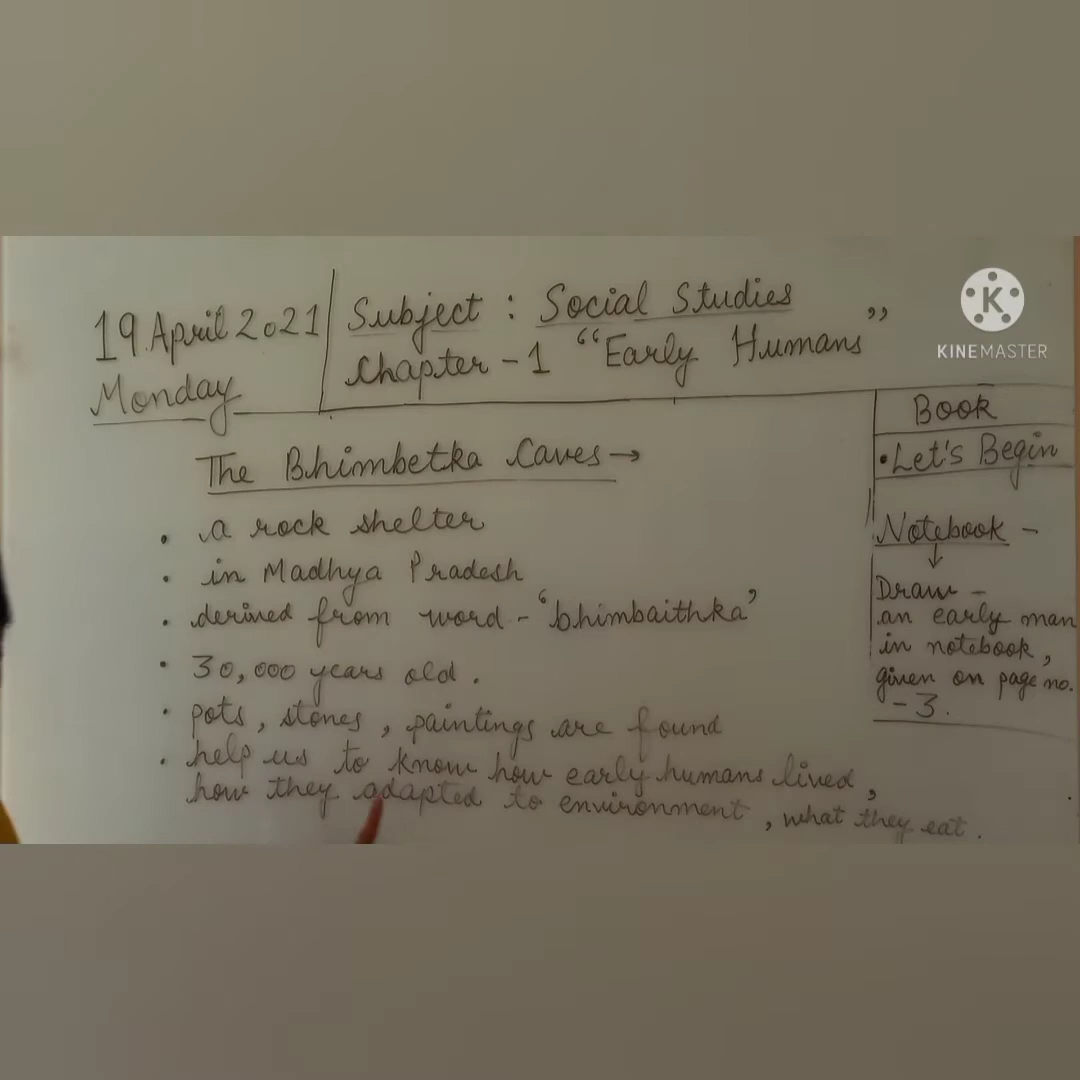 19 April 2021
Monday
Subject : Social Studies
Chapter - 1 "Early Humans"
KINEMASTER
The Bhimbetka Caves →
• a rock shelter
• in Madhya Pradesh
• derived from word - 'bhimbaithka'
• 30,000 years old.
• pots, stones, paintings are found
• help us to know how early humans lived,
how they adapted to environment, what they eat.
Book
• Let's Begin
Notebook -
↓
Draw -
an early man
in notebook,
given on page no.
- 3.